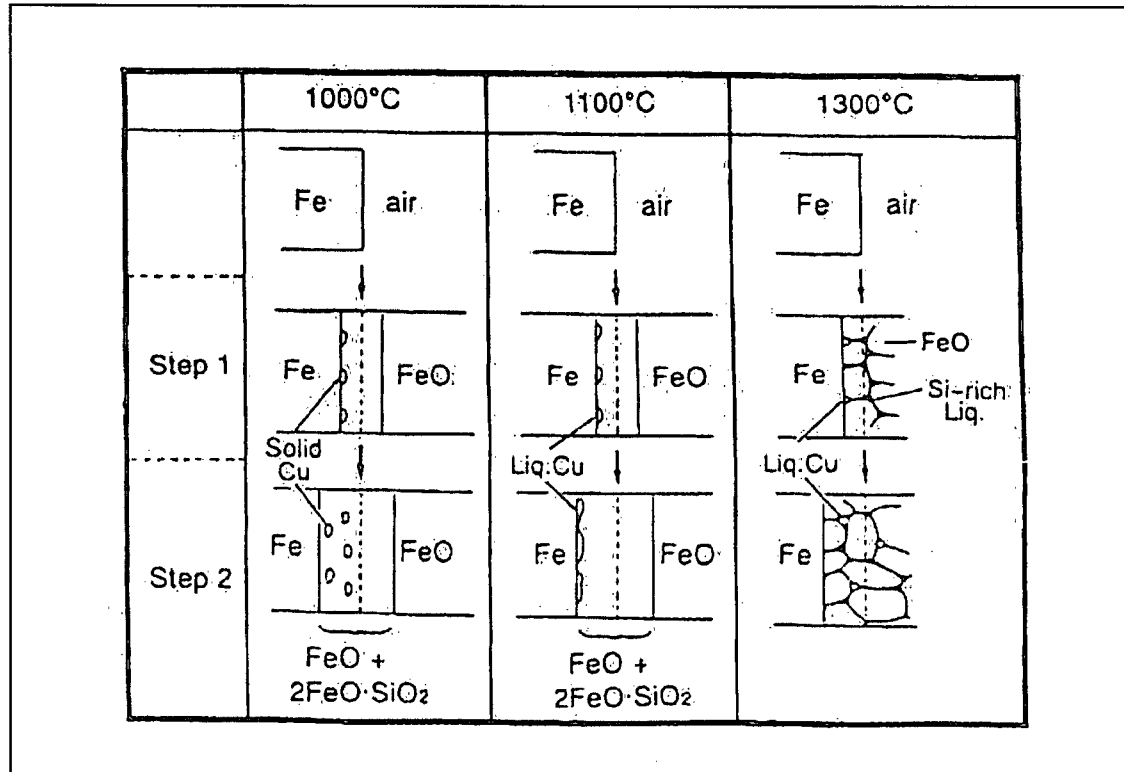 1000°C 1100°C 1300°C
Fe air Fe air Fe air
Step 1
Fe FeO Fe FeO Fe FeO
Si-rich
Liq.
Solid
Cu
Liq.Cu
Liq.Cu
Step 2
Fe FeO Fe FeO Fe
FeO +
2FeO·SiO₂
FeO +
2FeO·SiO₂